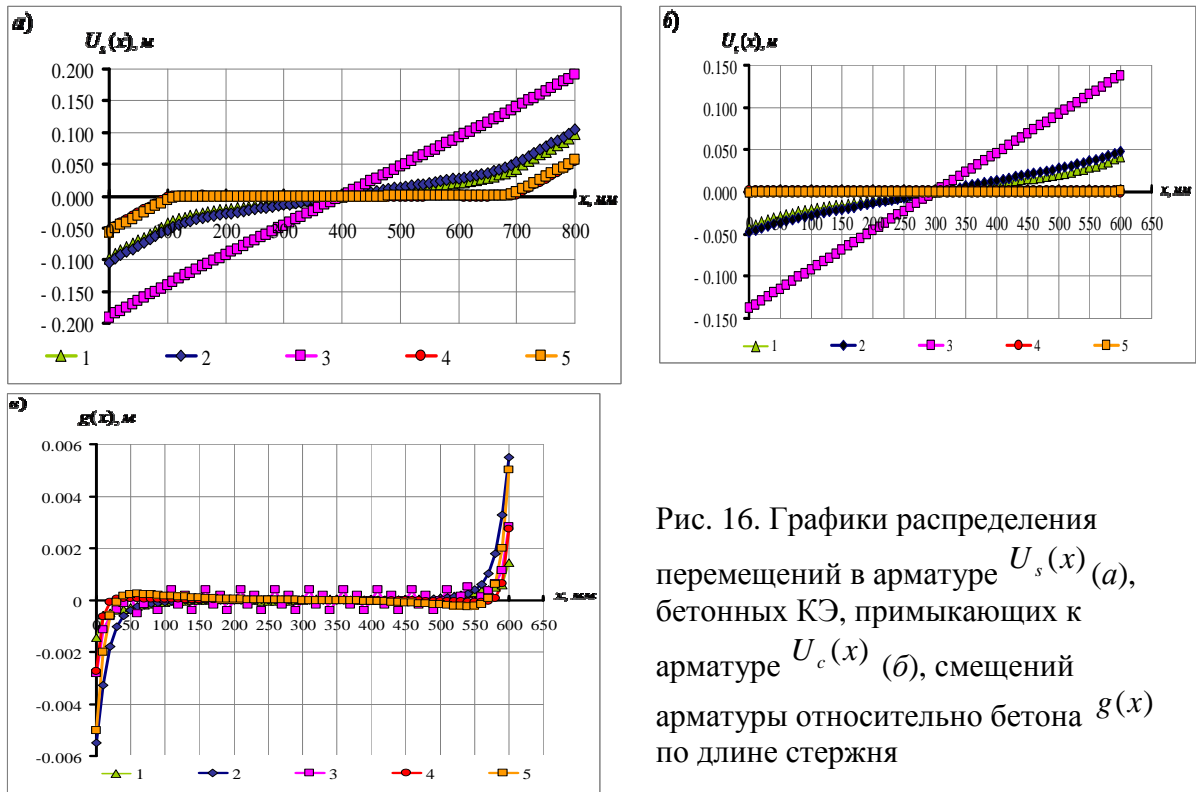 а)
U_s(x), м
0.200
0.150
0.100
0.050
0.000
- 0.050
- 0.100
- 0.150
- 0.200
100 200 300 400 500 600 700 800
x, мм
1 2 3 4 5
б)
U_c(x), м
0.150
0.100
0.050
0.000
-0.050
-0.100
-0.150
0 50 100 150 200 250 300 350 400 450 500 550 600 650
x, мм
1 2 3 4 5
в)
g(x), м
0.006
0.004
0.002
0
-0.002
-0.004
-0.006
0 50 100 150 200 250 300 350 400 450 500 550 600 650
x, мм
1 2 3 4 5
Рис. 16. Графики распределения
перемещений в арматуре U_s(x) (а),
бетонных КЭ, примыкающих к
арматуре U_c(x) (б), смещений
арматуры относительно бетона g(x)
по длине стержня